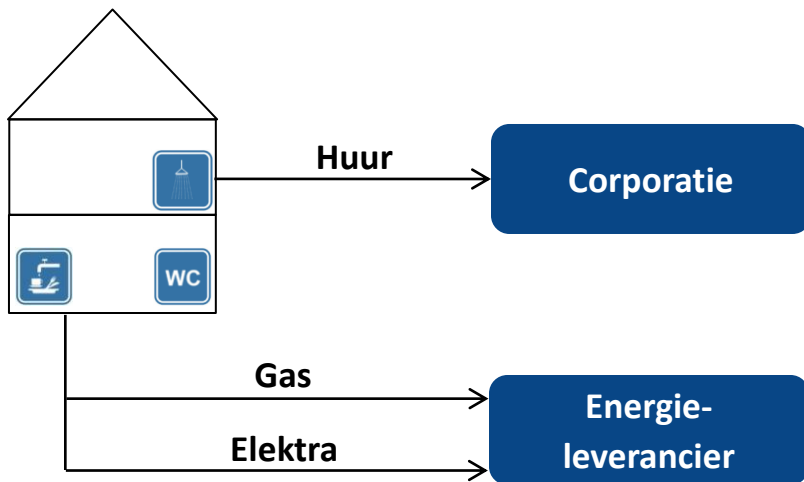 Huur
Corporatie
WC
Gas
Elektra
Energie-
leverancier